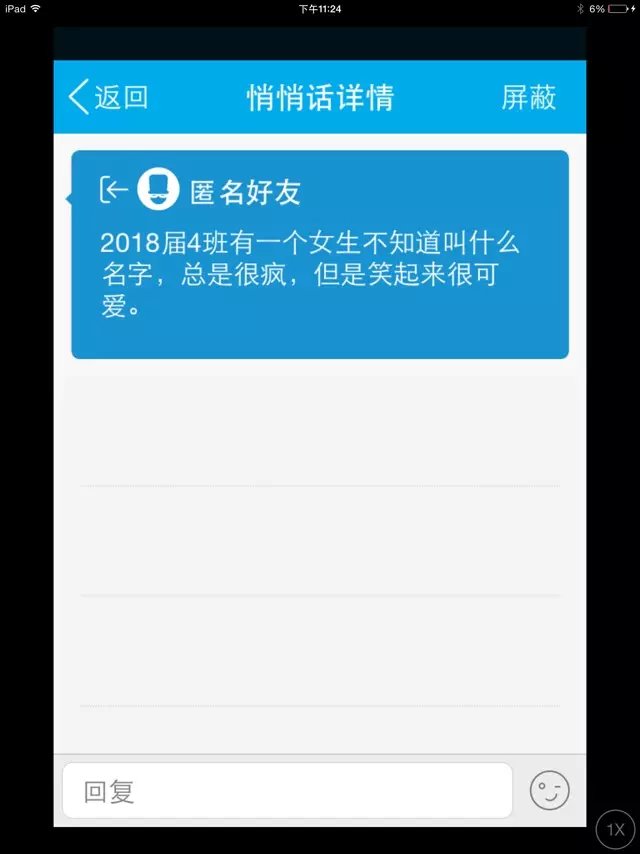 iPad 下午11:24 6%
返回 悄悄话详情 屏蔽
匿名好友
2018届4班有一个女生不知道叫什么
名字，总是很疯，但是笑起来很可
爱。
回复
1X